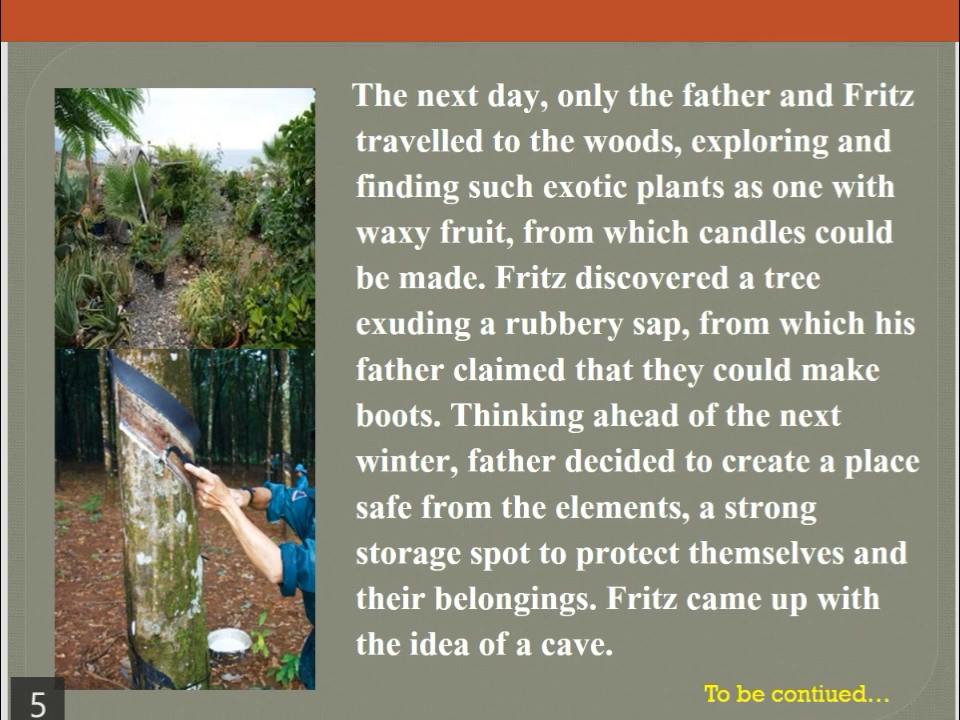 The next day, only the father and Fritz
travelled to the woods, exploring and
finding such exotic plants as one with
waxy fruit, from which candles could
be made. Fritz discovered a tree
exuding a rubbery sap, from which his
father claimed that they could make
boots. Thinking ahead of the next
winter, father decided to create a place
safe from the elements, a strong
storage spot to protect themselves and
their belongings. Fritz came up with
the idea of a cave.
To be contiued...
5